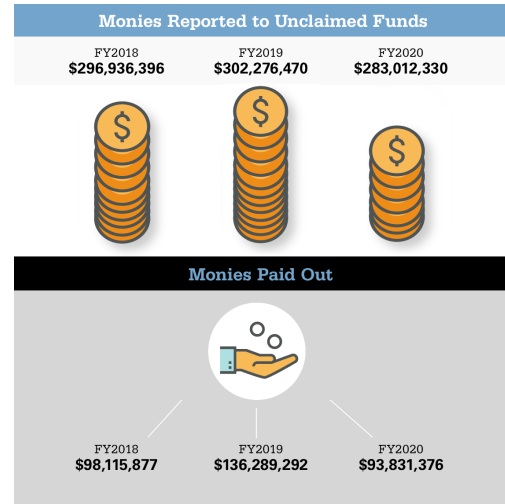 Monies Reported to Unclaimed Funds
FY2018 FY2019 FY2020
$296,936,396 $302,276,470 $283,012,330
$ $ $
Monies Paid Out
FY2018 FY2019 FY2020
$98,115,877 $136,289,292 $93,831,376